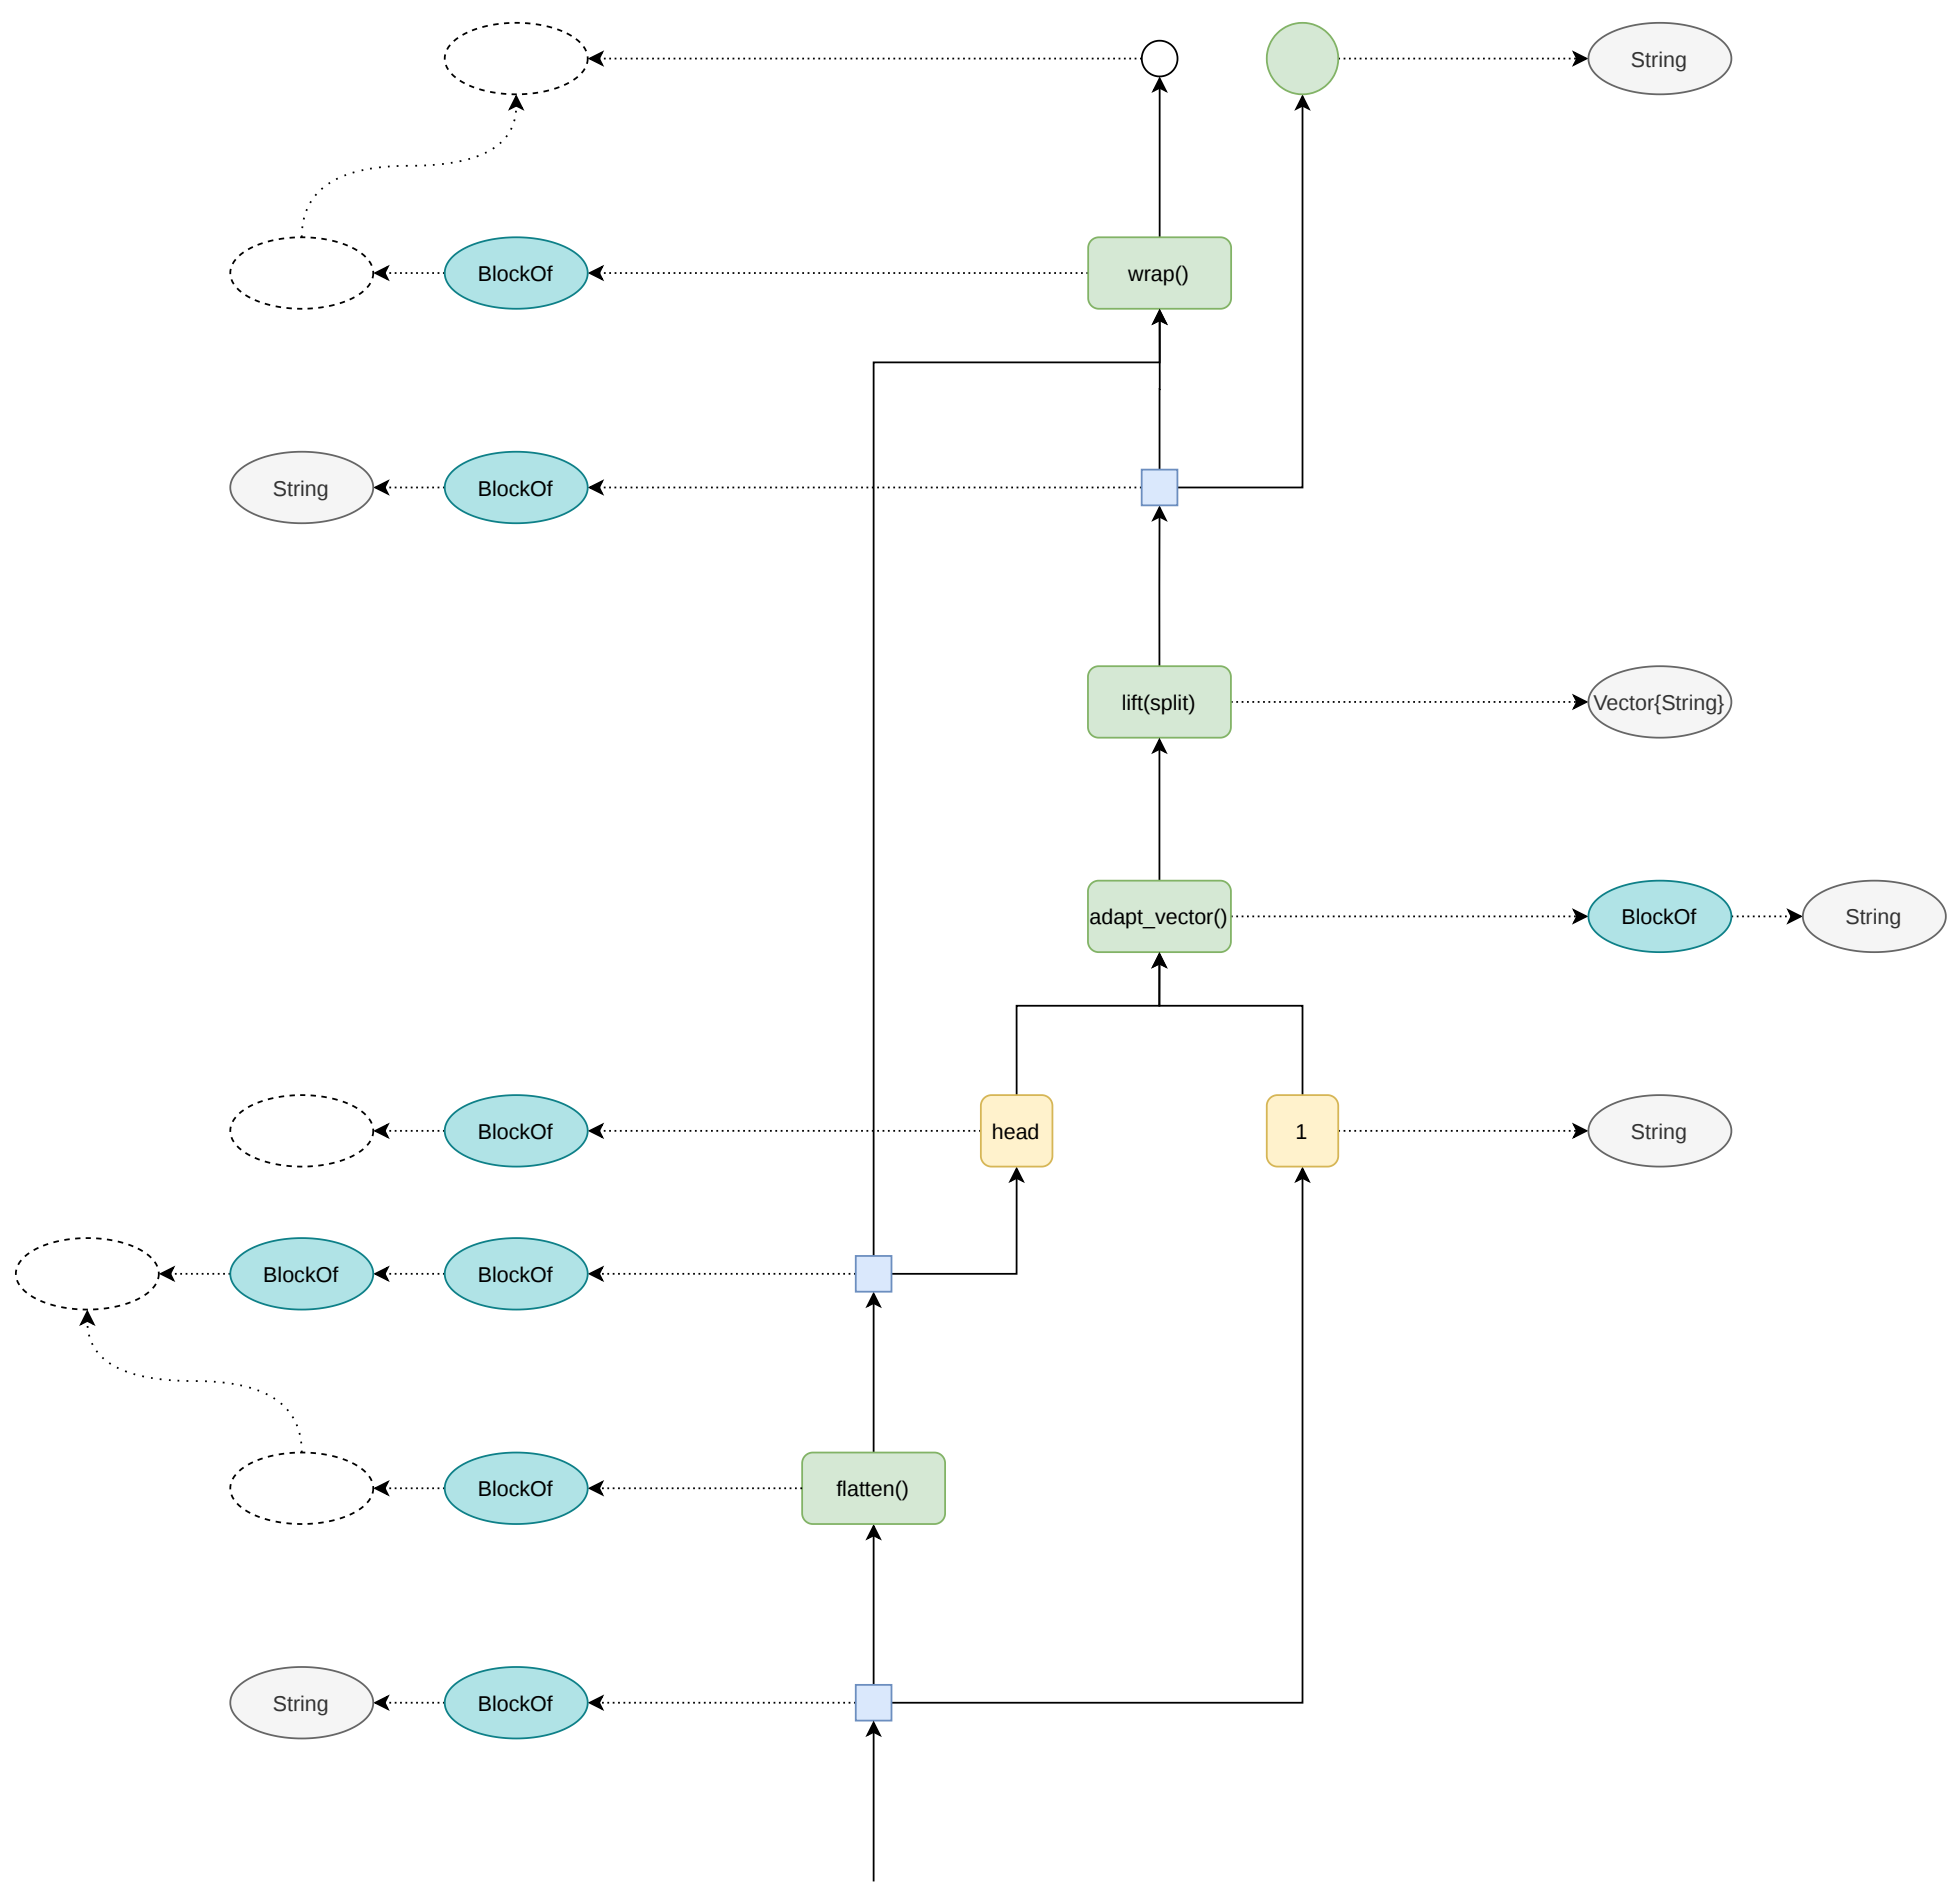 String
BlockOf
wrap()
String
BlockOf
lift(split)
Vector{String}
adapt_vector()
BlockOf
String
BlockOf
head
1
String
BlockOf
BlockOf
BlockOf
flatten()
String
BlockOf